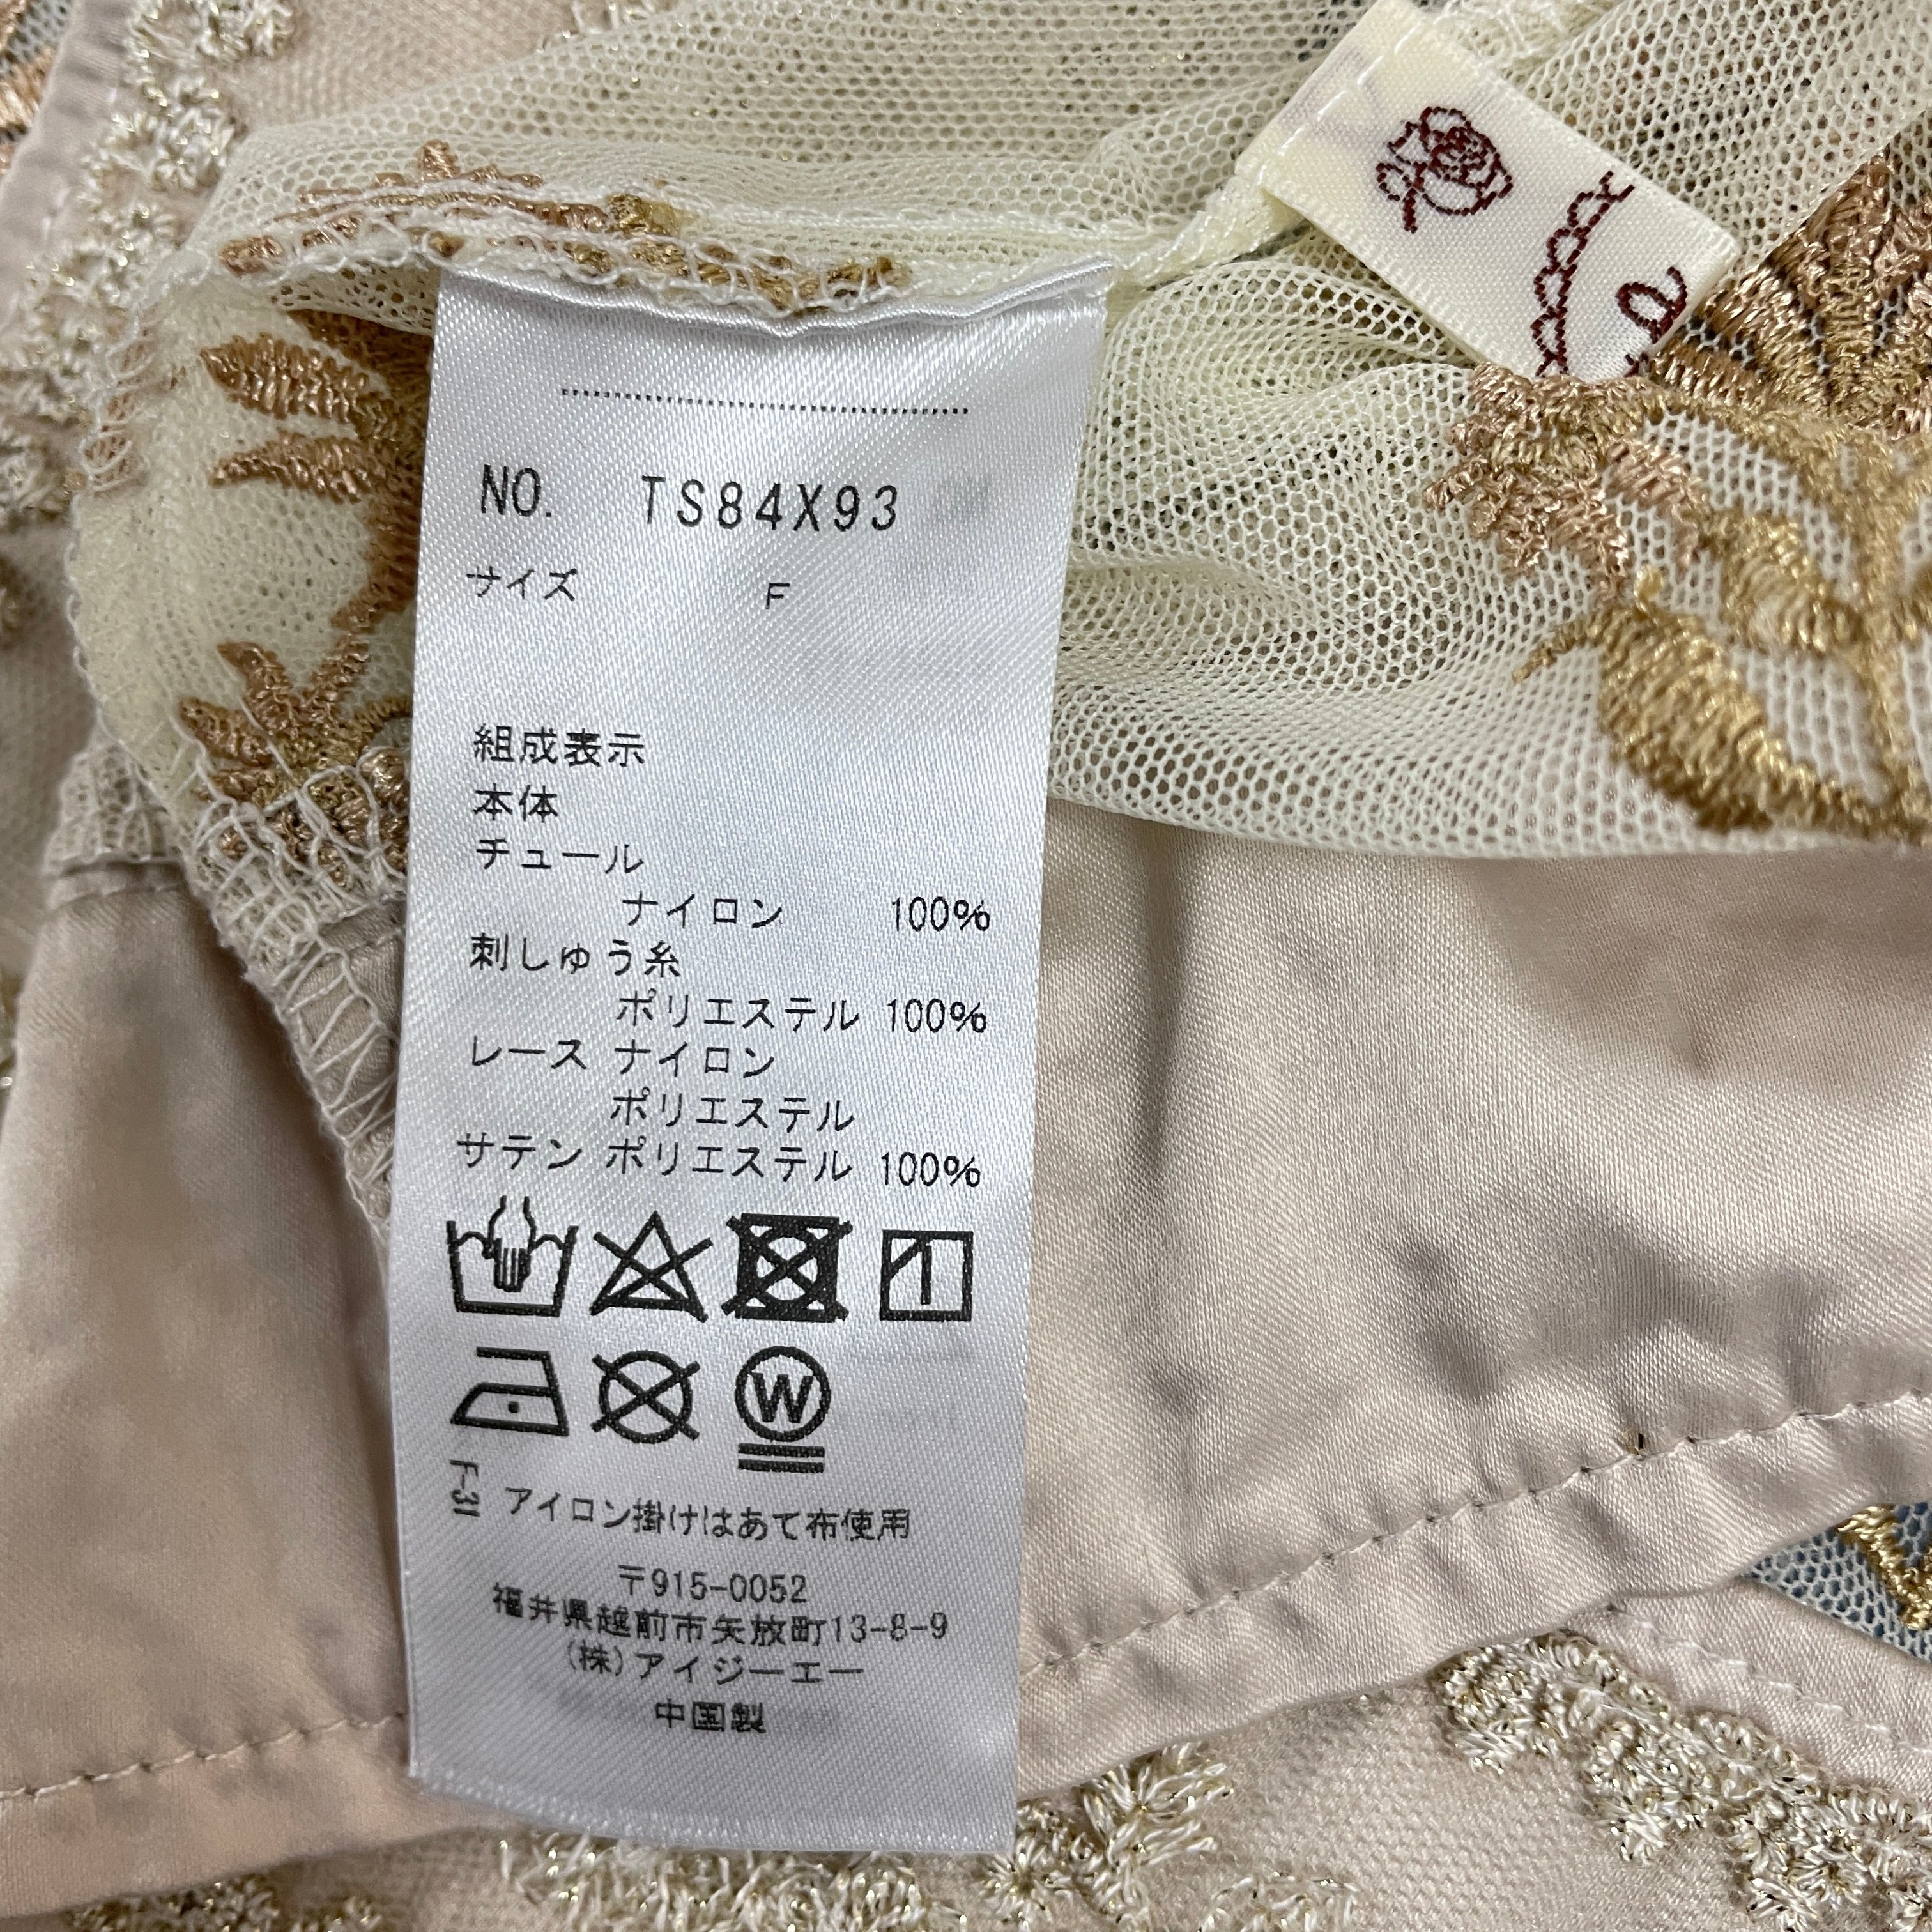 NO. TS84X93
サイズ F
組成表示
本体
チュール
ナイロン 100%
刺しゅう糸
ポリエステル 100%
レース ナイロン
ポリエステル
サテン ポリエステル 100%
W
F-31
アイロン掛けはあて布使用
〒915-0052
福井県越前市矢放町13-8-9
(株)アイジーエー
中国製